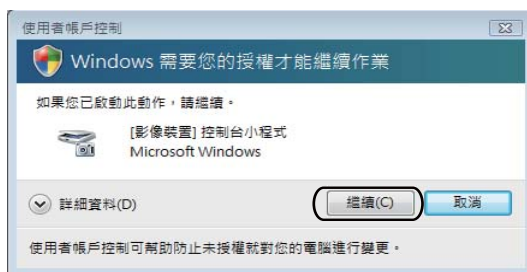 使用者帳戶控制
Windows 需要您的授權才能繼續作業
如果您已啟動此動作，請繼續。
[影像裝置] 控制台小程式
Microsoft Windows
詳細資料(D)
繼續(C)
取消
使用者帳戶控制可幫助防止未授權就對您的電腦進行變更。